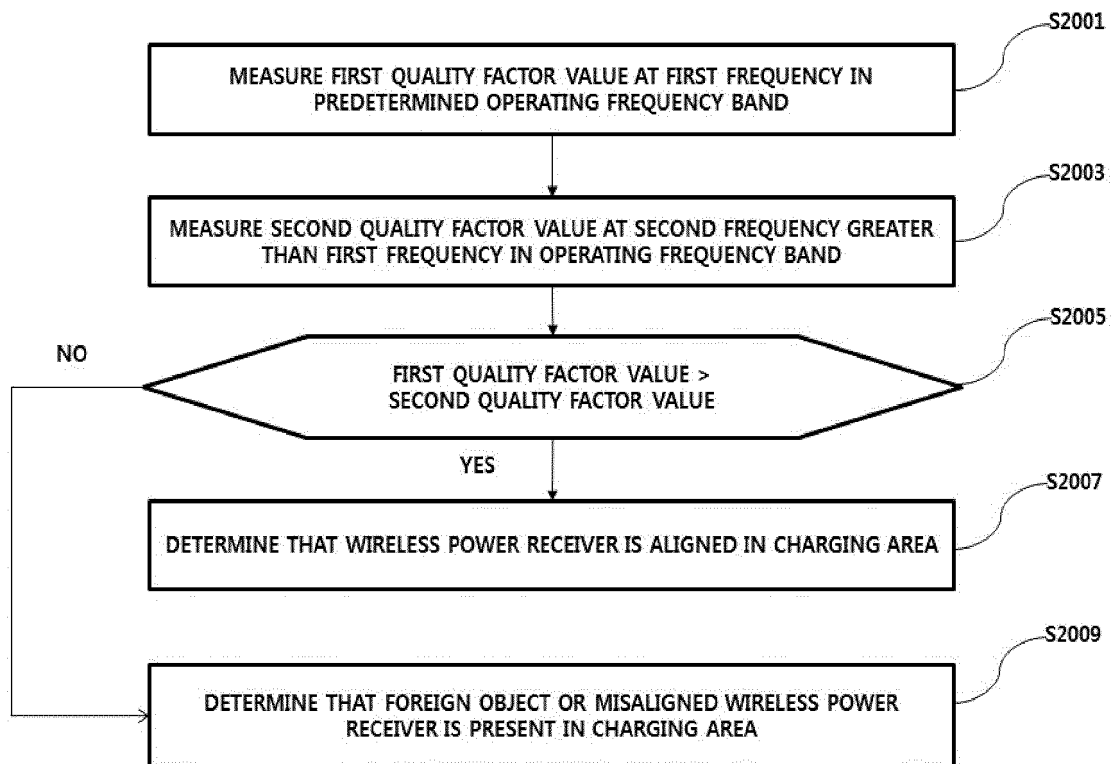 S2001
MEASURE FIRST QUALITY FACTOR VALUE AT FIRST FREQUENCY IN
PREDETERMINED OPERATING FREQUENCY BAND
S2003
MEASURE SECOND QUALITY FACTOR VALUE AT SECOND FREQUENCY GREATER
THAN FIRST FREQUENCY IN OPERATING FREQUENCY BAND
S2005
NO
FIRST QUALITY FACTOR VALUE >
SECOND QUALITY FACTOR VALUE
YES
S2007
DETERMINE THAT WIRELESS POWER RECEIVER IS ALIGNED IN CHARGING AREA
S2009
DETERMINE THAT FOREIGN OBJECT OR MISALIGNED WIRELESS POWER
RECEIVER IS PRESENT IN CHARGING AREA